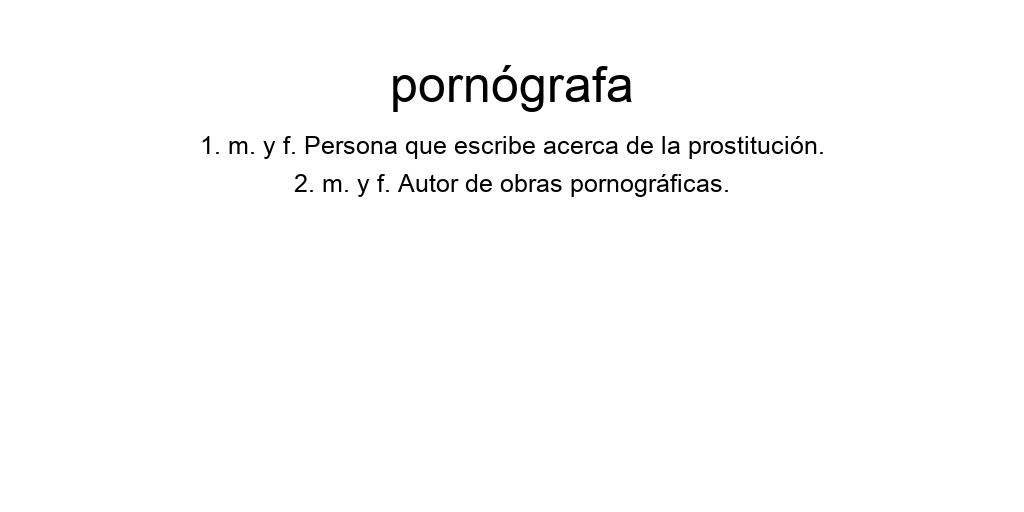 pornógrafa
1. m. y f. Persona que escribe acerca de la prostitución.
2. m. y f. Autor de obras pornográficas.